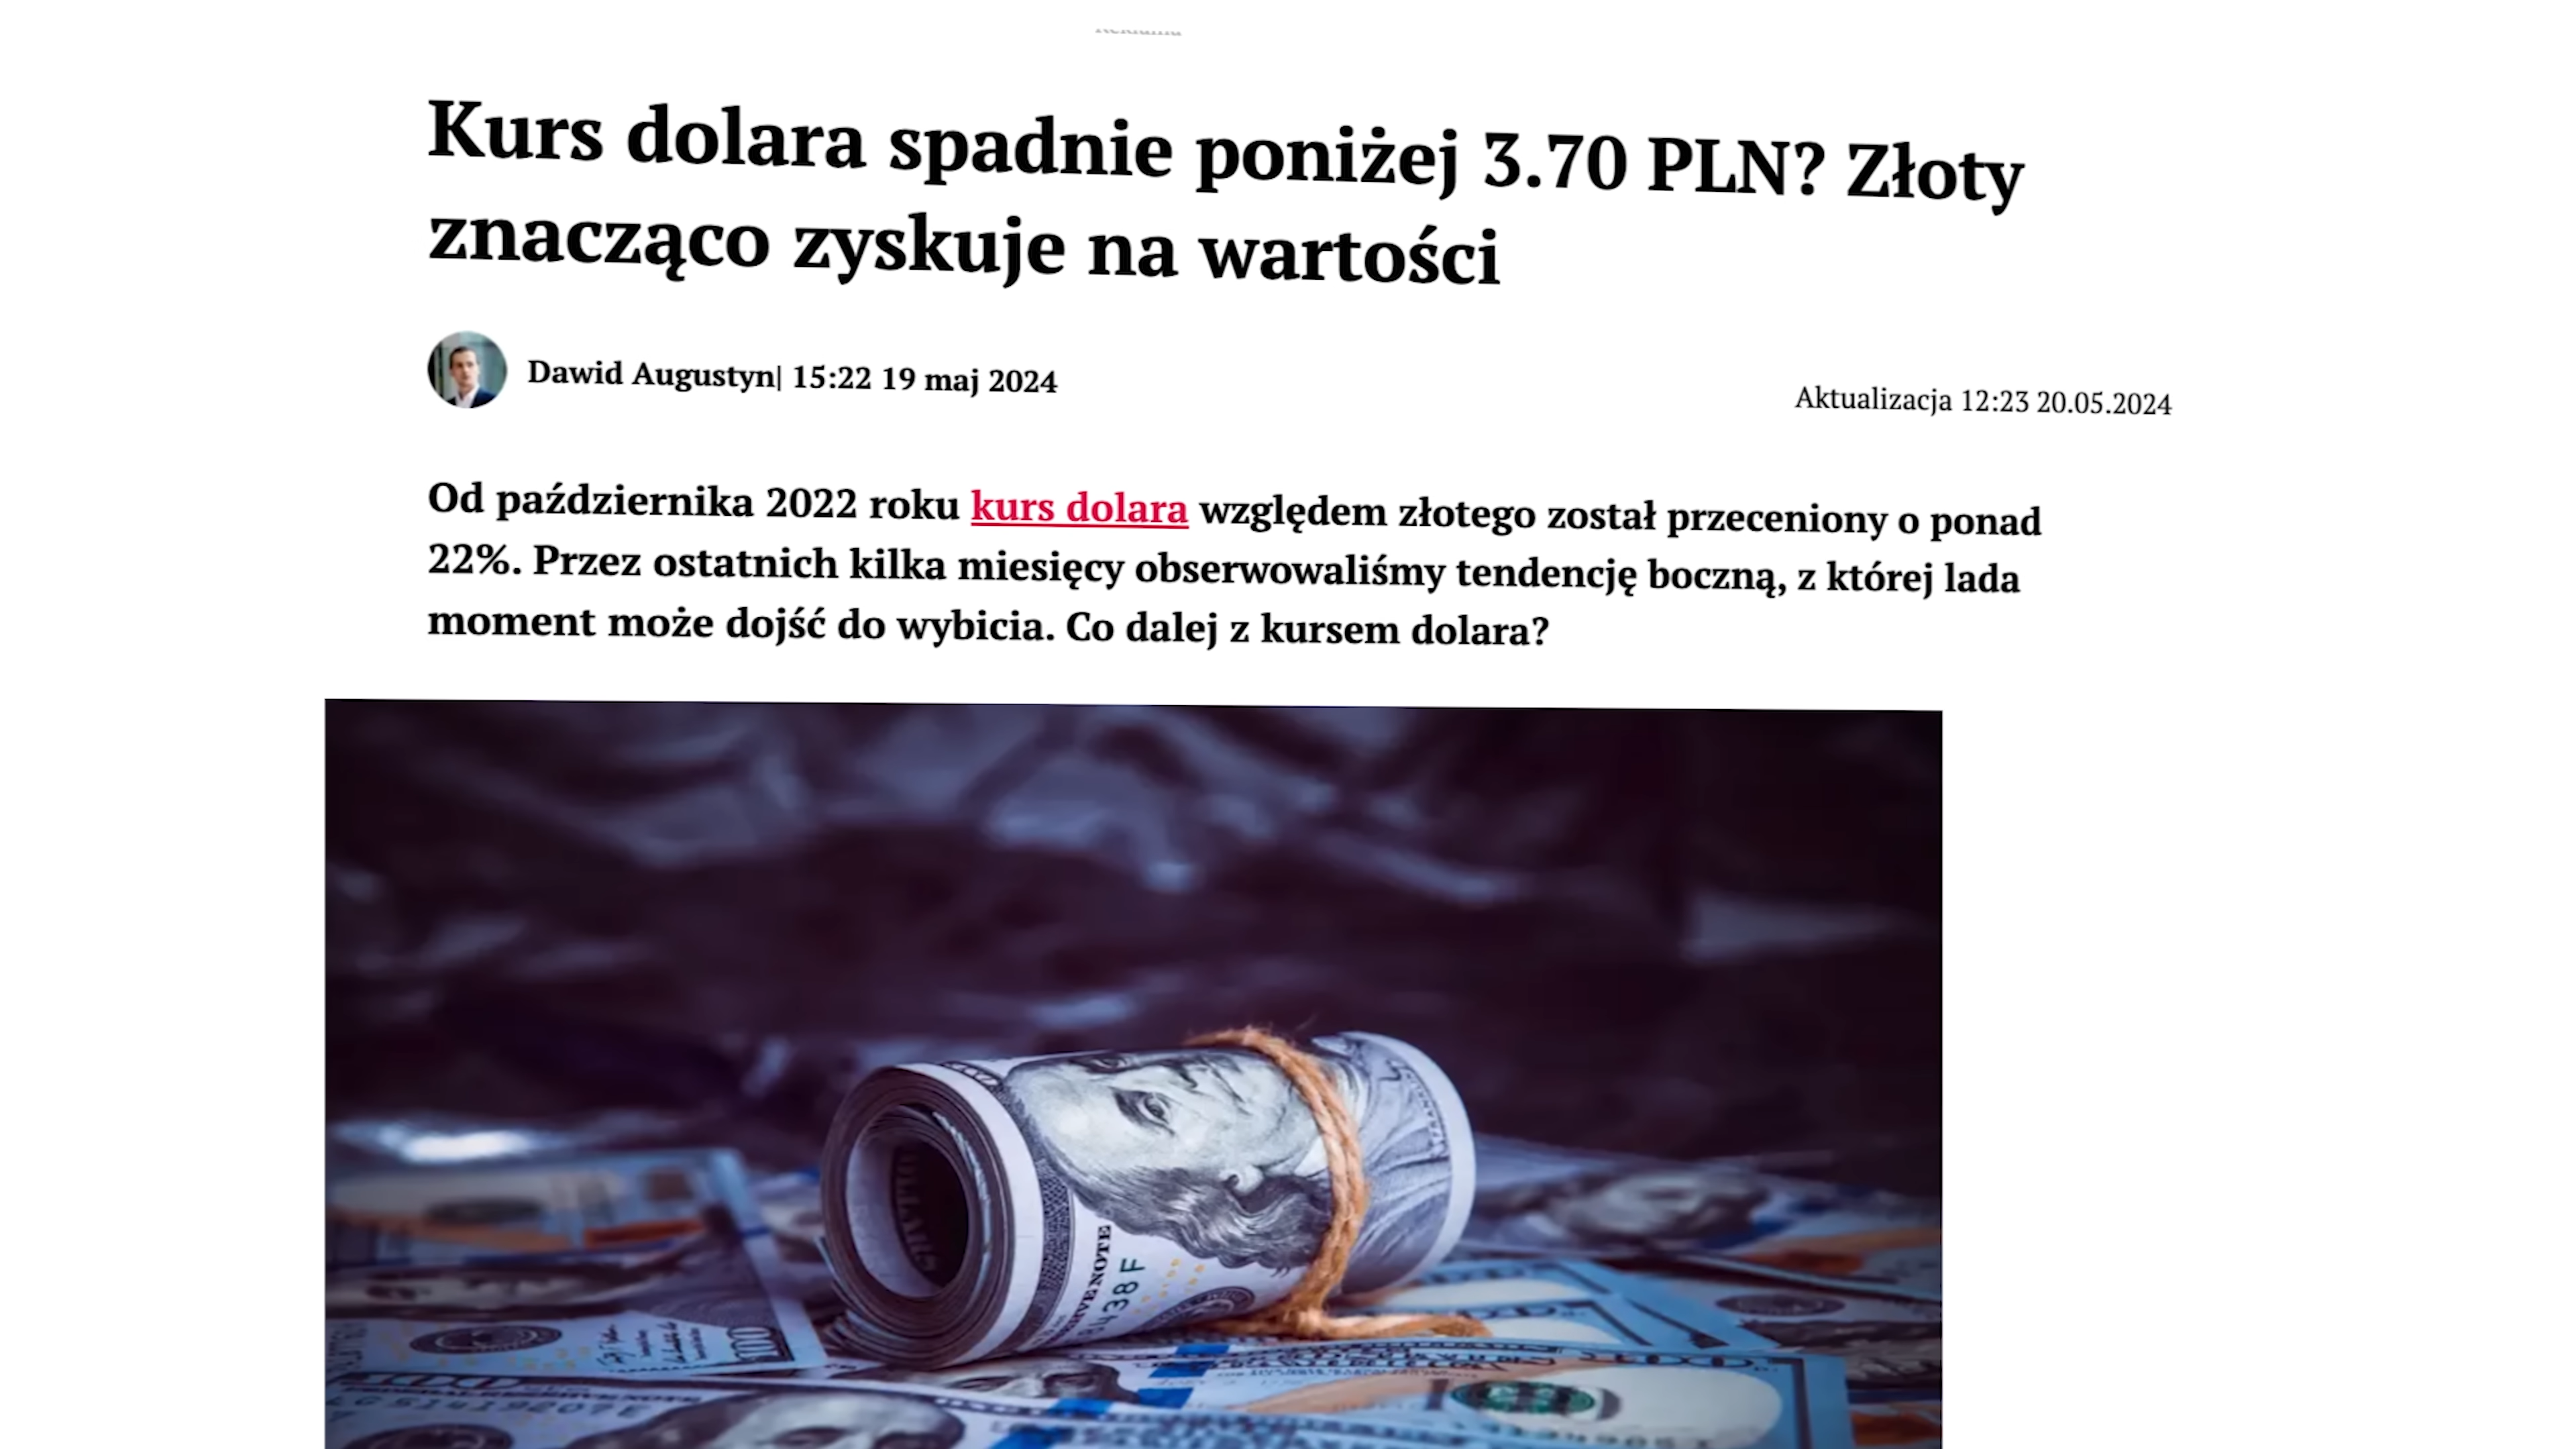 Reklama
Kurs dolara spadnie poniżej 3.70 PLN? Złoty
znacząco zyskuje na wartości
Dawid Augustyn| 15:22 19 maj 2024
Aktualizacja 12:23 20.05.2024
Od października 2022 roku kurs dolara względem złotego został przeceniony o ponad
22%. Przez ostatnich kilka miesięcy obserwowaliśmy tendencję boczną, z której lada
moment może dojść do wybicia. Co dalej z kursem dolara?
100